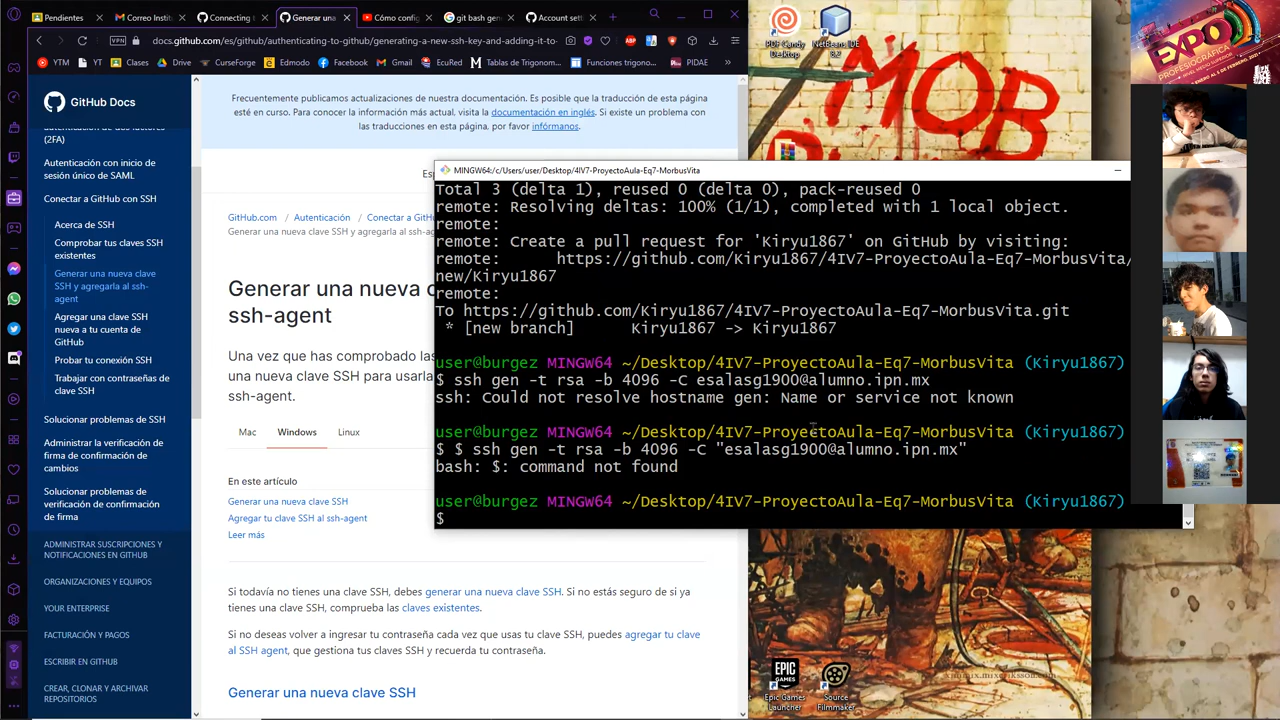 Pendientes
Correo Instit
Connecting t
Generar una
Cómo config
git bash gen
Account sett
VPN
docs.github.com/es/github/authenticating-to-github/generating-a-new-ssh-key-and-adding-it-to-
YTM
YT
Clases
Drive
CurseForge
Edmodo
Facebook
Gmail
EcuRed
Tablas de Trigonom...
Funciones trigono...
PIDAE
GitHub Docs
autenticación de dos factores
(2FA)
Autenticación con inicio de
sesión único de SAML
Conectar a GitHub con SSH
Acerca de SSH
Comprobar tus claves SSH
existentes
Generar una nueva clave
SSH y agregarla al ssh-
agent
Agregar una clave SSH
nueva a tu cuenta de
GitHub
Probar tu conexión SSH
Trabajar con contraseñas de
clave SSH
Solucionar problemas de SSH
Administrar la verificación de
firma de confirmación de
cambios
Solucionar problemas de
verificación de confirmación
de firma
ADMINISTRAR SUSCRIPCIONES Y
NOTIFICACIONES EN GITHUB
ORGANIZACIONES Y EQUIPOS
YOUR ENTERPRISE
FACTURACIÓN Y PAGOS
ESCRIBIR EN GITHUB
CREAR, CLONAR Y ARCHIVAR
REPOSITORIOS
Frecuentemente publicamos actualizaciones de nuestra documentación. Es posible que la traducción de esta página
esté en curso. Para conocer la información más actual, visita la documentación en inglés. Si existe un problema con
las traducciones en esta página, por favor infórmanos.
Esp
GitHub.com / Autenticación / Conectar a GitH
Generar una nueva clave SSH y agregarla al ssh-a
Generar una nueva c
ssh-agent
Una vez que has comprobado las
una nueva clave SSH para usarla
ssh-agent.
Mac
Windows
Linux
En este artículo
Generar una nueva clave SSH
Agregar tu clave SSH al ssh-agent
Leer más
Si todavía no tienes una clave SSH, debes generar una nueva clave SSH. Si no estás seguro de si ya
tienes una clave SSH, comprueba las claves existentes.
Si no deseas volver a ingresar tu contraseña cada vez que usas tu clave SSH, puedes agregar tu clave
al SSH agent, que gestiona tus claves SSH y recuerda tu contraseña.
Generar una nueva clave SSH
MINGW64:/c/Users/user/Desktop/4IV7-ProyectoAula-Eq7-MorbusVita
Total 3 (delta 1), reused 0 (delta 0), pack-reused 0
remote: Resolving deltas: 100% (1/1), completed with 1 local object.
remote:
remote: Create a pull request for 'Kiryu1867' on GitHub by visiting:
remote: https://github.com/Kiryu1867/4IV7-ProyectoAula-Eq7-MorbusVita/
new/Kiryu1867
remote:
To https://github.com/Kiryu1867/4IV7-ProyectoAula-Eq7-MorbusVita.git
* [new branch] Kiryu1867 -> Kiryu1867
user@burgez MINGW64 ~/Desktop/4IV7-ProyectoAula-Eq7-MorbusVita (Kiryu1867)
$ ssh gen -t rsa -b 4096 -C esalasg1900@alumno.ipn.mx
ssh: Could not resolve hostname gen: Name or service not known
user@burgez MINGW64 ~/Desktop/4IV7-ProyectoAula-Eq7-MorbusVita (Kiryu1867)
$ $ ssh gen -t rsa -b 4096 -C "esalasg1900@alumno.ipn.mx"
bash: $: command not found
user@burgez MINGW64 ~/Desktop/4IV7-ProyectoAula-Eq7-MorbusVita (Kiryu1867)
$
PDF Candy
Desktop
NetBeans IDE
8.2
MOB
Epic Games
Launcher
Source
Filmmaker
EXPO
PROFESIOGRÁFICA